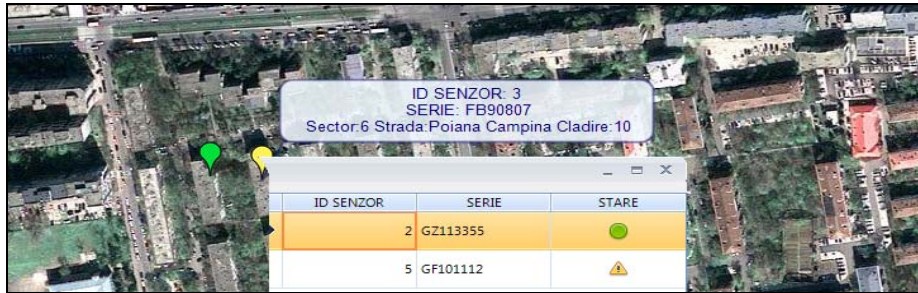 ID SENZOR: 3
SERIE: FB90807
Sector:6 Strada:Poiana Campina Cladire:10
ID SENZOR SERIE STARE
2 GZ113355
5 GF101112